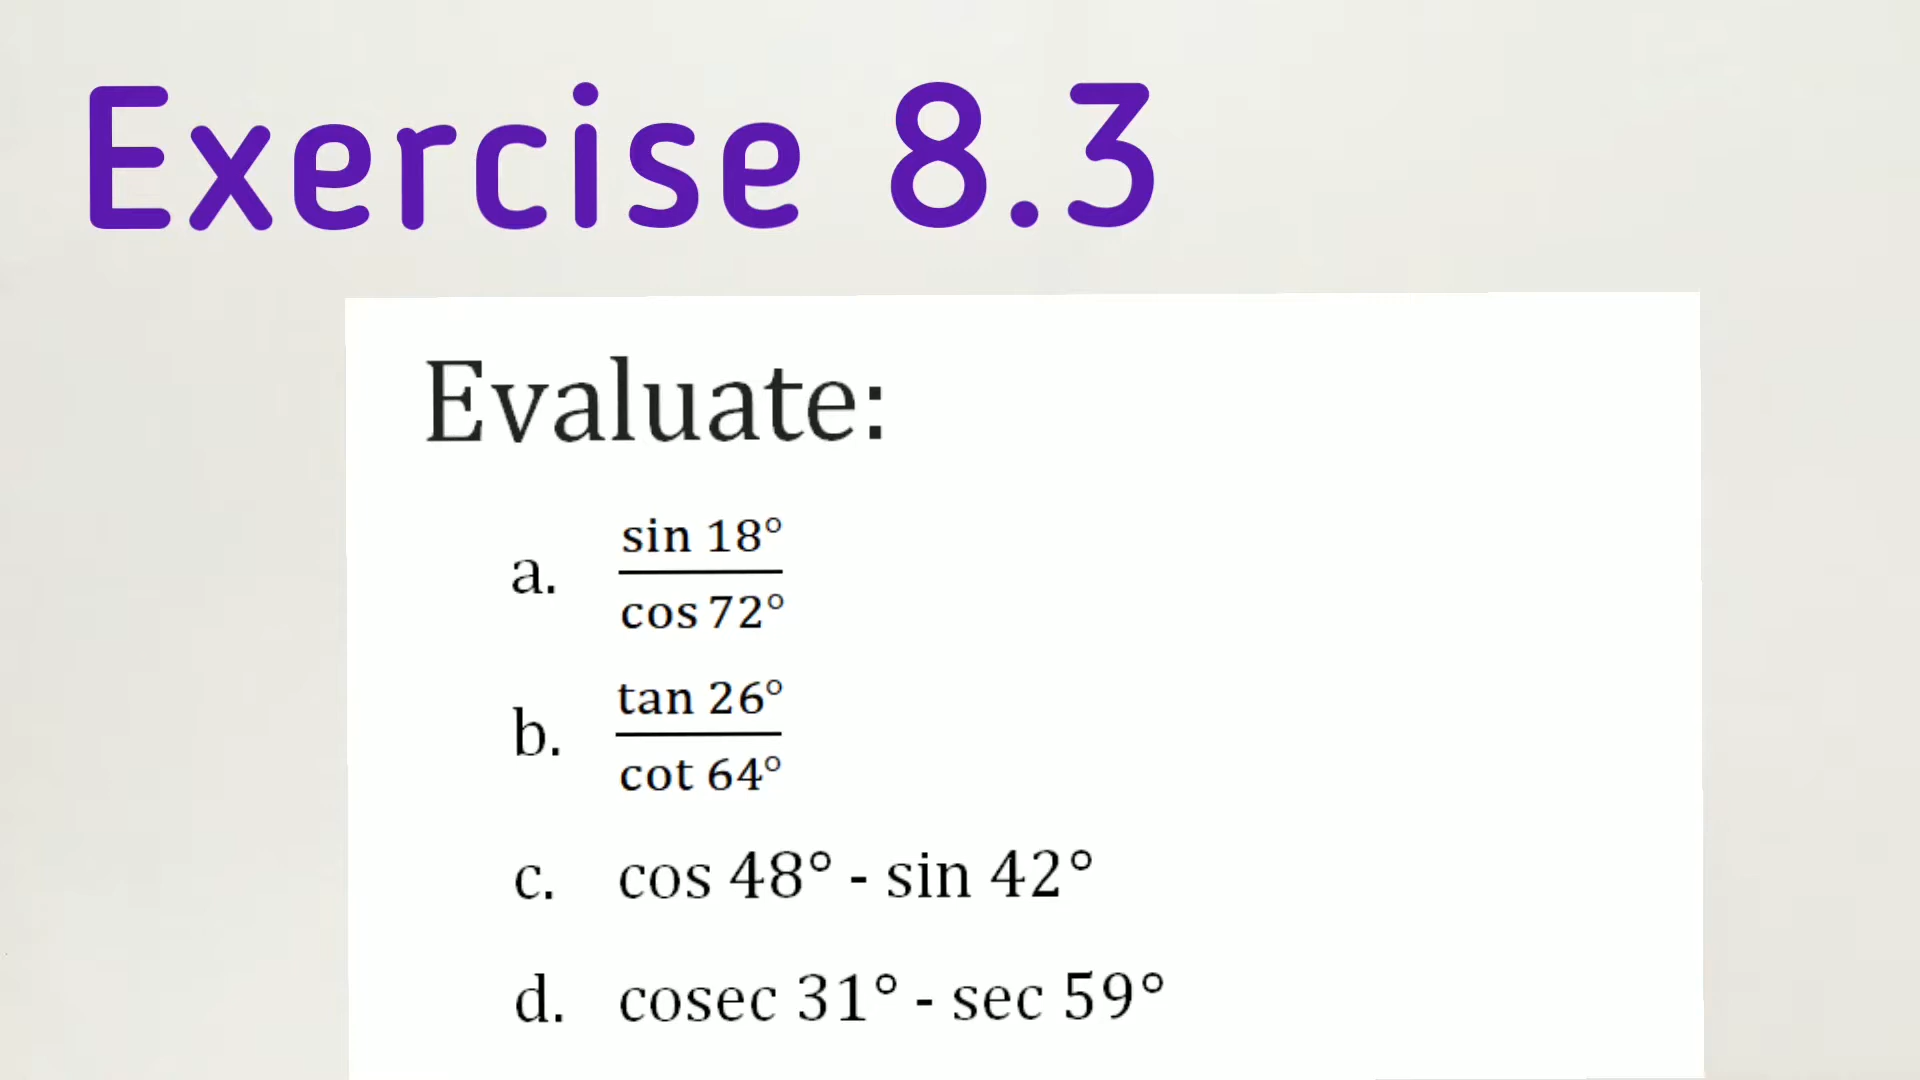 Exercise 8.3
Evaluate:
a. sin 18° / cos 72°
b. tan 26° / cot 64°
c. cos 48° - sin 42°
d. cosec 31° - sec 59°